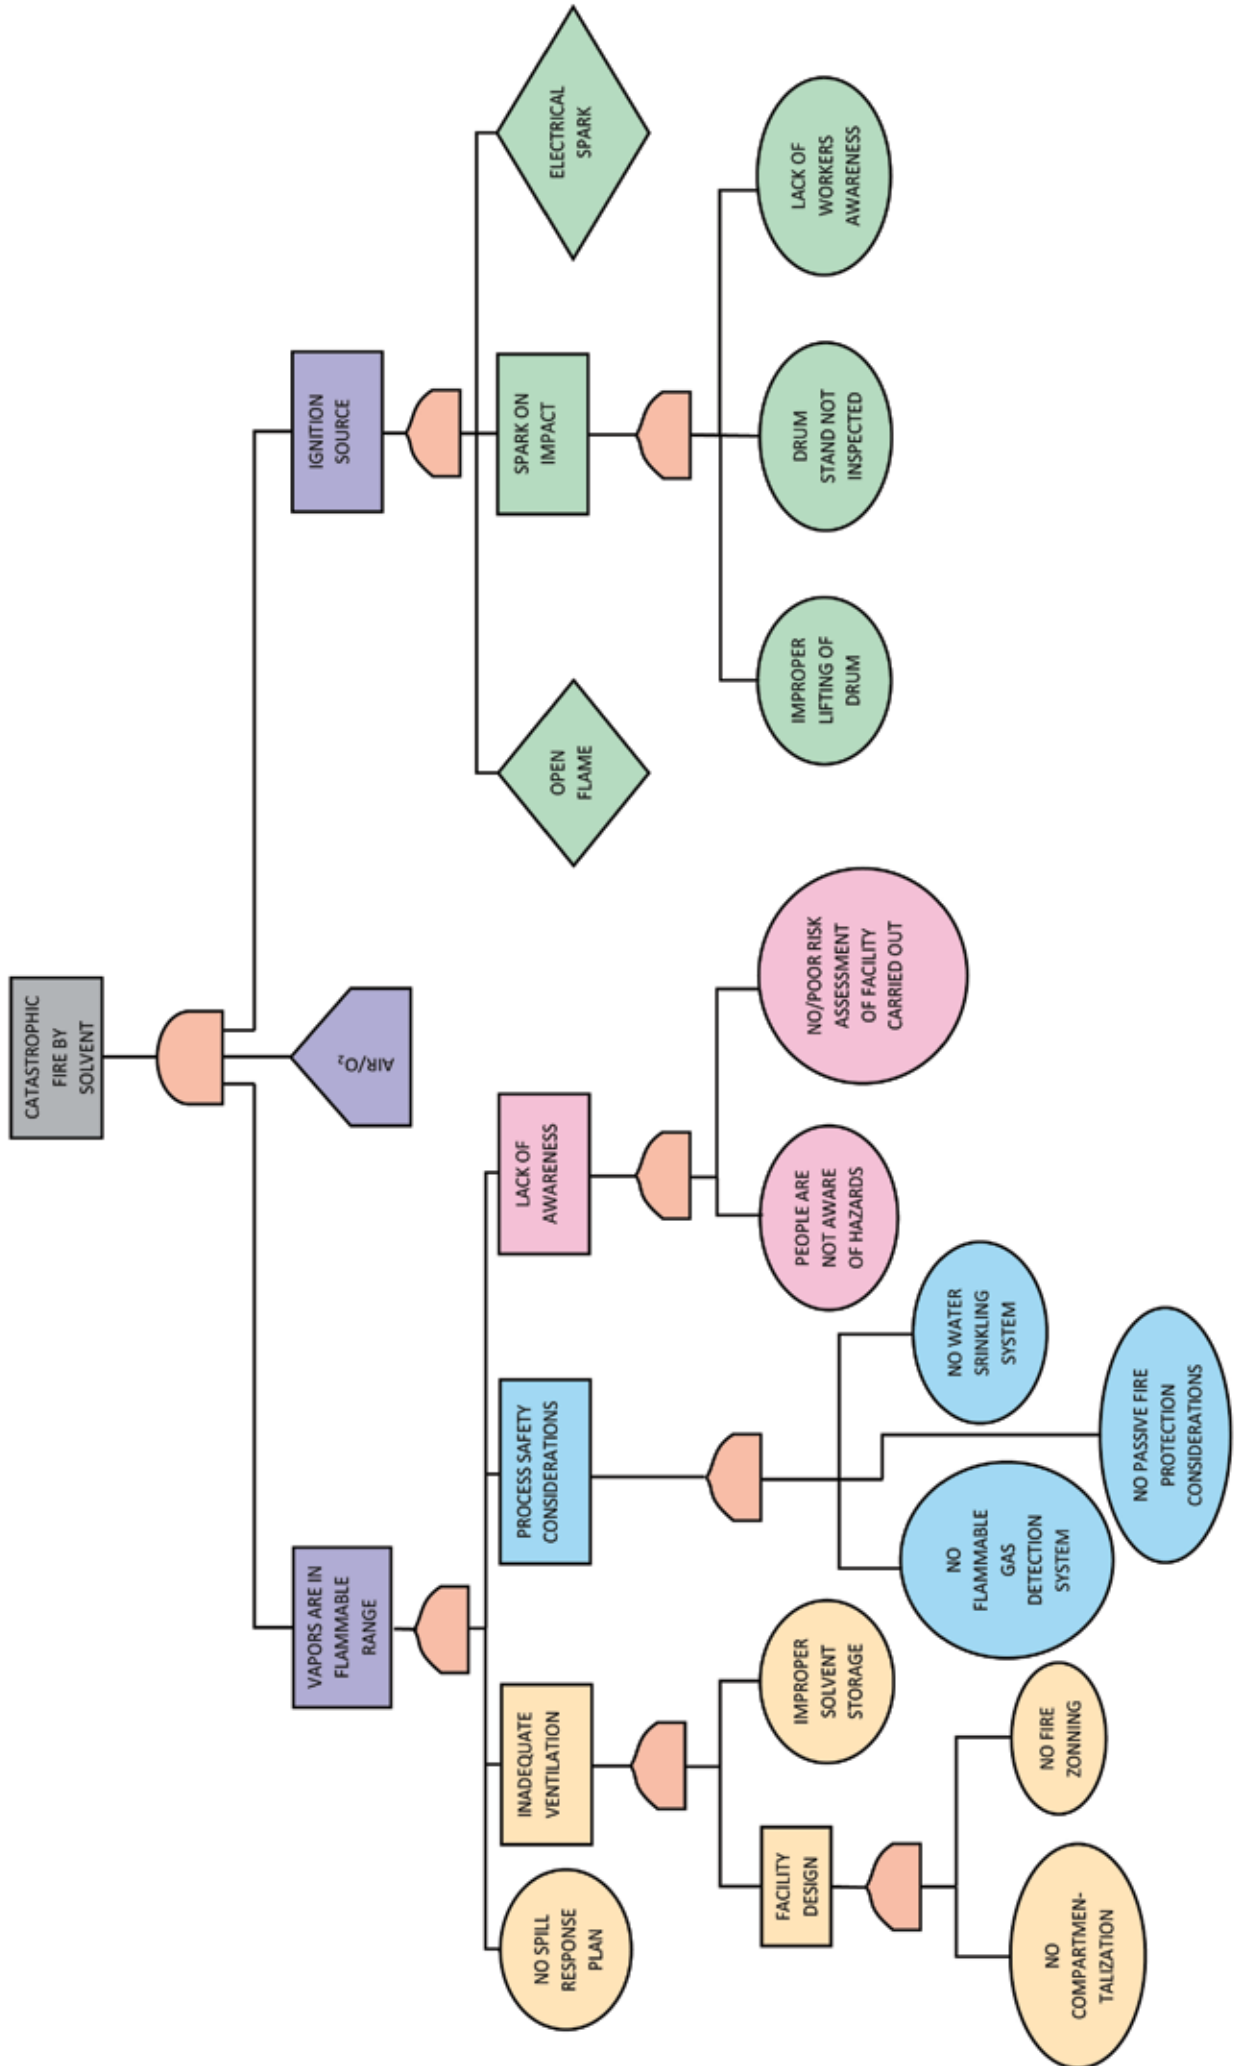 CATASTROPHIC
FIRE BY
SOLVENT
VAPORS ARE IN
FLAMMABLE
RANGE
AIR/O₂
IGNITION
SOURCE
NO SPILL
RESPONSE
PLAN
INADEQUATE
VENTILATION
PROCESS SAFETY
CONSIDERATIONS
LACK OF
AWARENESS
OPEN
FLAME
SPARK ON
IMPACT
ELECTRICAL
SPARK
FACILITY
DESIGN
IMPROPER
SOLVENT
STORAGE
NO
FLAMMABLE
GAS
DETECTION
SYSTEM
NO PASSIVE FIRE
PROTECTION
CONSIDERATIONS
NO WATER
SRINKLING
SYSTEM
PEOPLE ARE
NOT AWARE
OF HAZARDS
NO/POOR RISK
ASSESSMENT
OF FACILITY
CARRIED OUT
IMPROPER
LIFTING OF
DRUM
DRUM
STAND NOT
INSPECTED
LACK OF
WORKERS
AWARENESS
NO
COMPARTMEN-
TALIZATION
NO FIRE
ZONNING